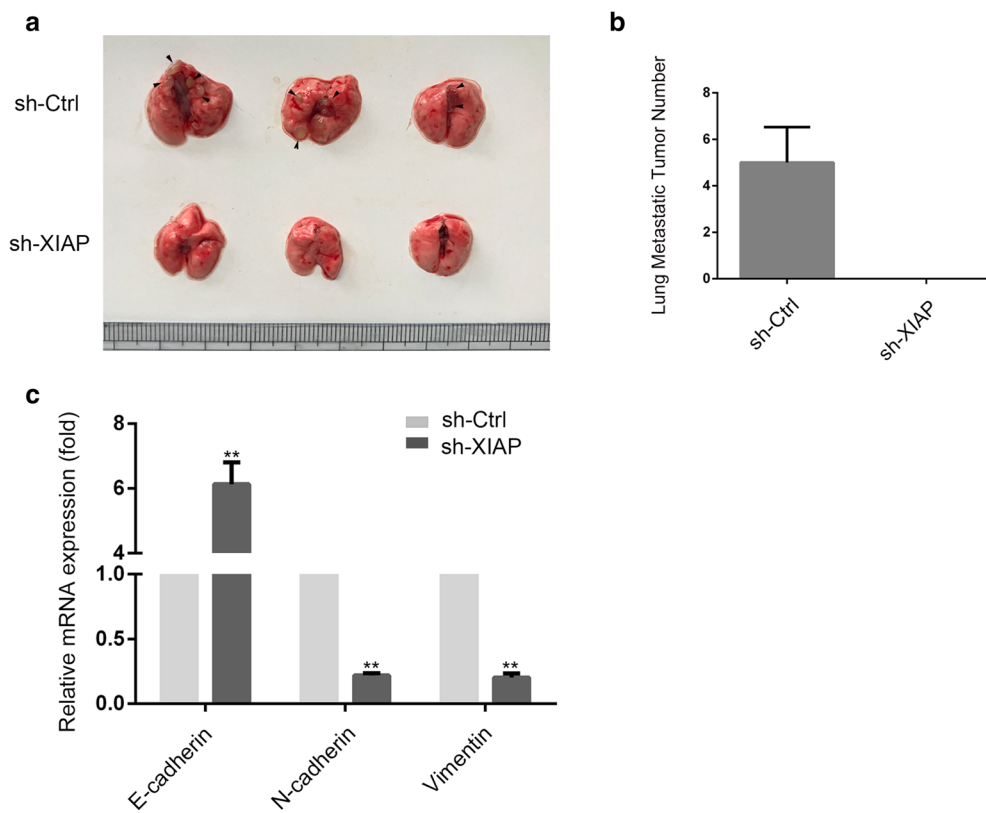 a
sh-Ctrl
sh-XIAP
b
Lung Metastatic Tumor Number
8
6
4
2
0
sh-Ctrl
sh-XIAP
c
Relative mRNA expression (fold)
8
6
4
1.0
0.5
0.0
sh-Ctrl
sh-XIAP
**
**
**
E-cadherin
N-cadherin
Vimentin